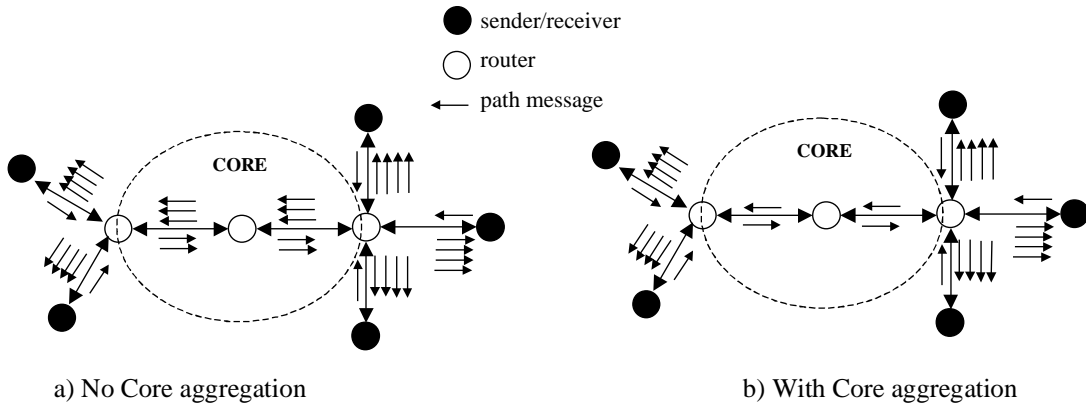 sender/receiver
router
path message
CORE
CORE
a) No Core aggregation
b) With Core aggregation